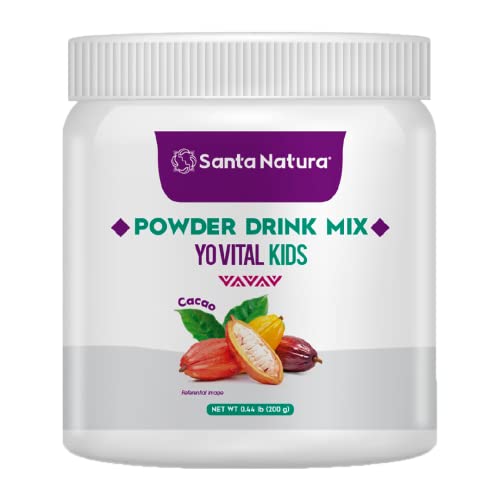 Santa Natura®
POWDER DRINK MIX
YO VITAL KIDS
Cacao
Referential image
NET WT 0.44 lb (200 g)